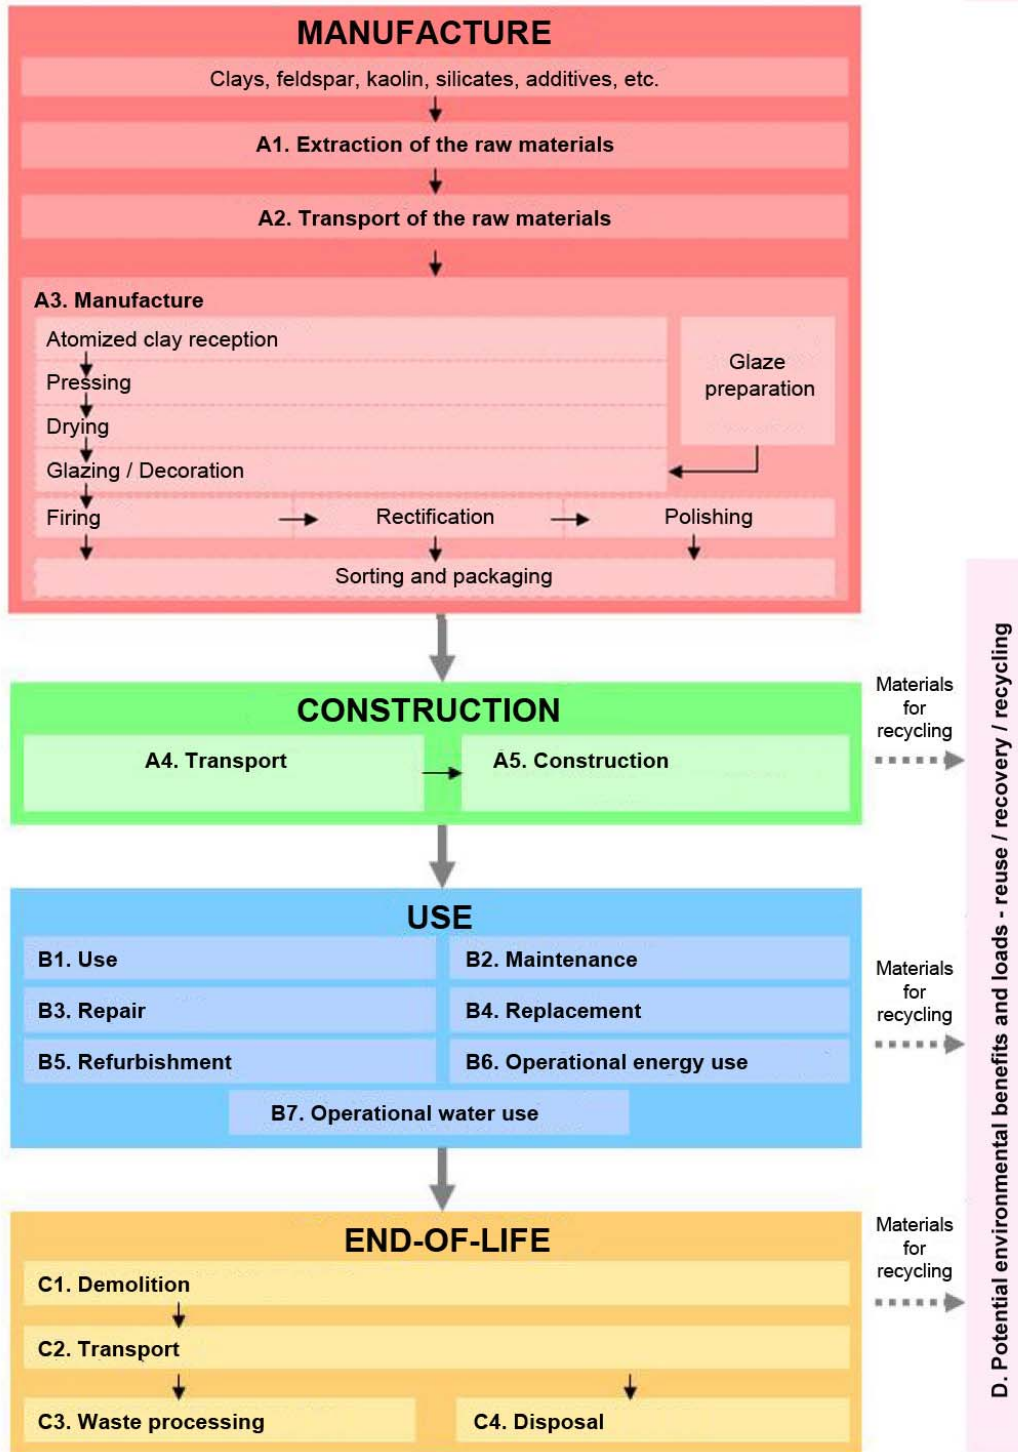 MANUFACTURE
Clays, feldspar, kaolin, silicates, additives, etc.
A1. Extraction of the raw materials
A2. Transport of the raw materials
A3. Manufacture
Atomized clay reception
Pressing
Drying
Glazing / Decoration
Glaze
preparation
Firing
Rectification
Polishing
Sorting and packaging
CONSTRUCTION
A4. Transport
A5. Construction
Materials
for
recycling
USE
B1. Use
B2. Maintenance
B3. Repair
B4. Replacement
B5. Refurbishment
B6. Operational energy use
B7. Operational water use
Materials
for
recycling
END-OF-LIFE
C1. Demolition
C2. Transport
C3. Waste processing
C4. Disposal
Materials
for
recycling
D. Potential environmental benefits and loads - reuse / recovery / recycling